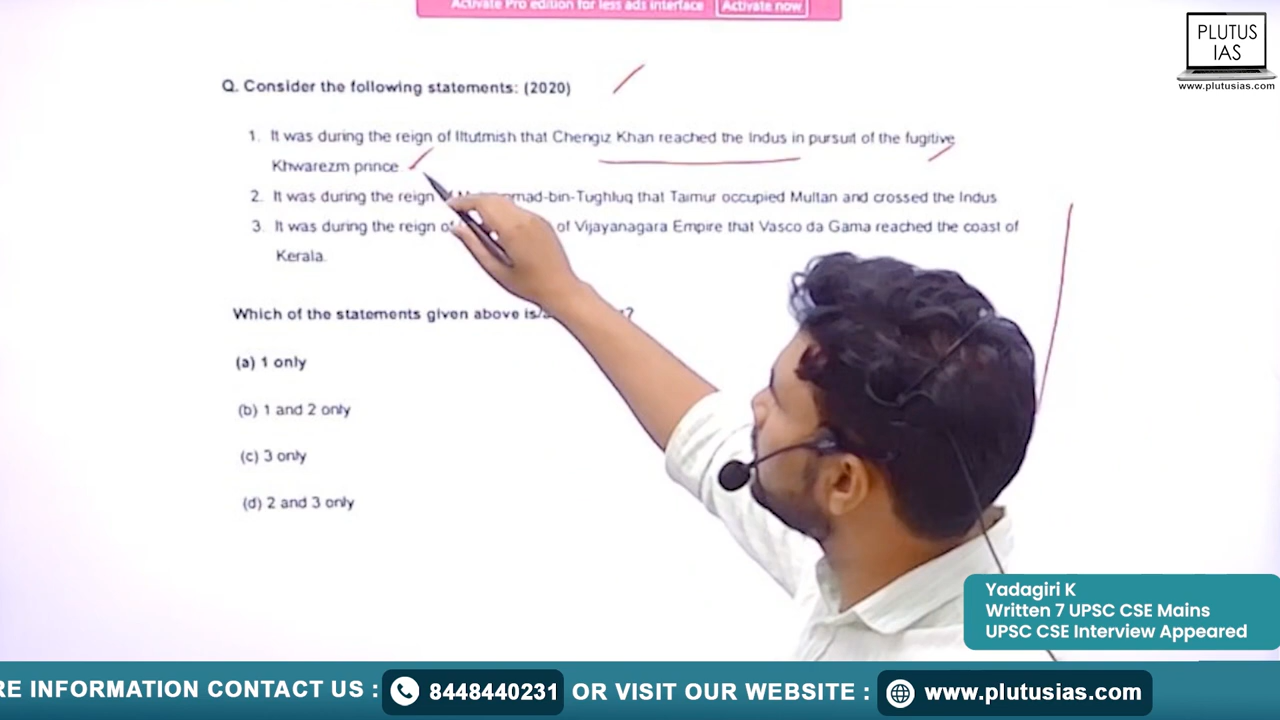 Activate Pro edition for less ads interface Activate now
PLUTUS
IAS
www.plutusias.com
Q. Consider the following statements: (2020)
1. It was during the reign of Iltutmish that Chengiz Khan reached the Indus in pursuit of the fugitive
Khwarezm prince.
2. It was during the reign of mad-bin-Tughluq that Taimur occupied Multan and crossed the Indus
3. It was during the reign of of Vijayanagara Empire that Vasco da Gama reached the coast of
Kerala.
Which of the statements given above is/a ?
(a) 1 only
(b) 1 and 2 only
(c) 3 only
(d) 2 and 3 only
Yadagiri K
Written 7 UPSC CSE Mains
UPSC CSE Interview Appeared
RE INFORMATION CONTACT US : 8448440231 OR VISIT OUR WEBSITE : www.plutusias.com